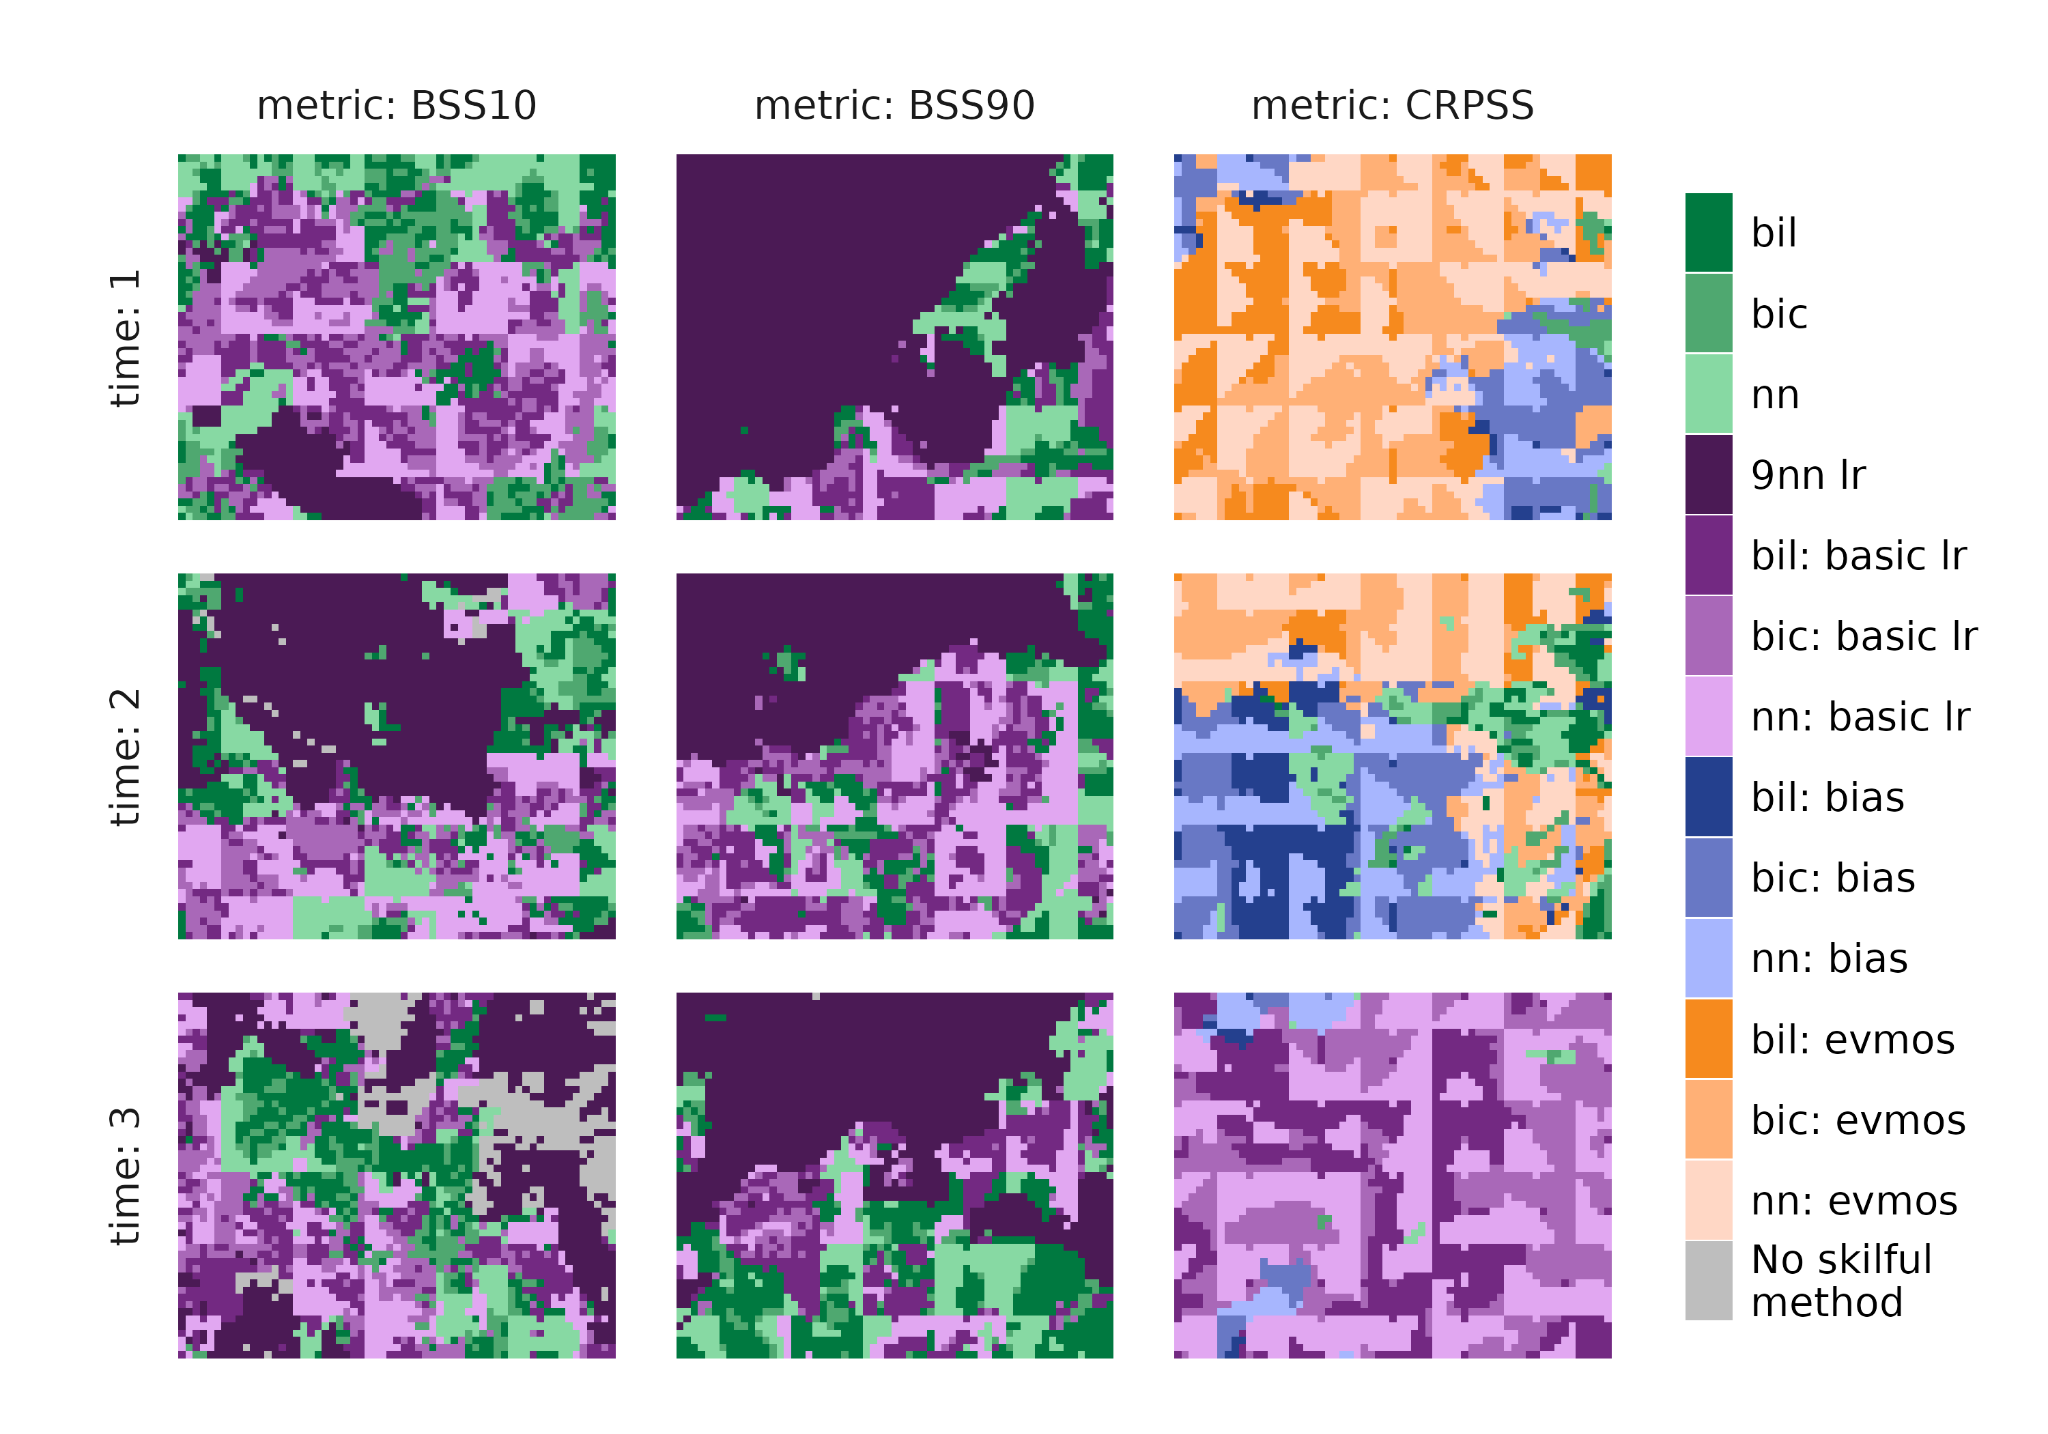 metric: BSS10
metric: BSS90
metric: CRPSS
time: 1
time: 2
time: 3
bil
bic
nn
9nn lr
bil: basic lr
bic: basic lr
nn: basic lr
bil: bias
bic: bias
nn: bias
bil: evmos
bic: evmos
nn: evmos
No skilful
method